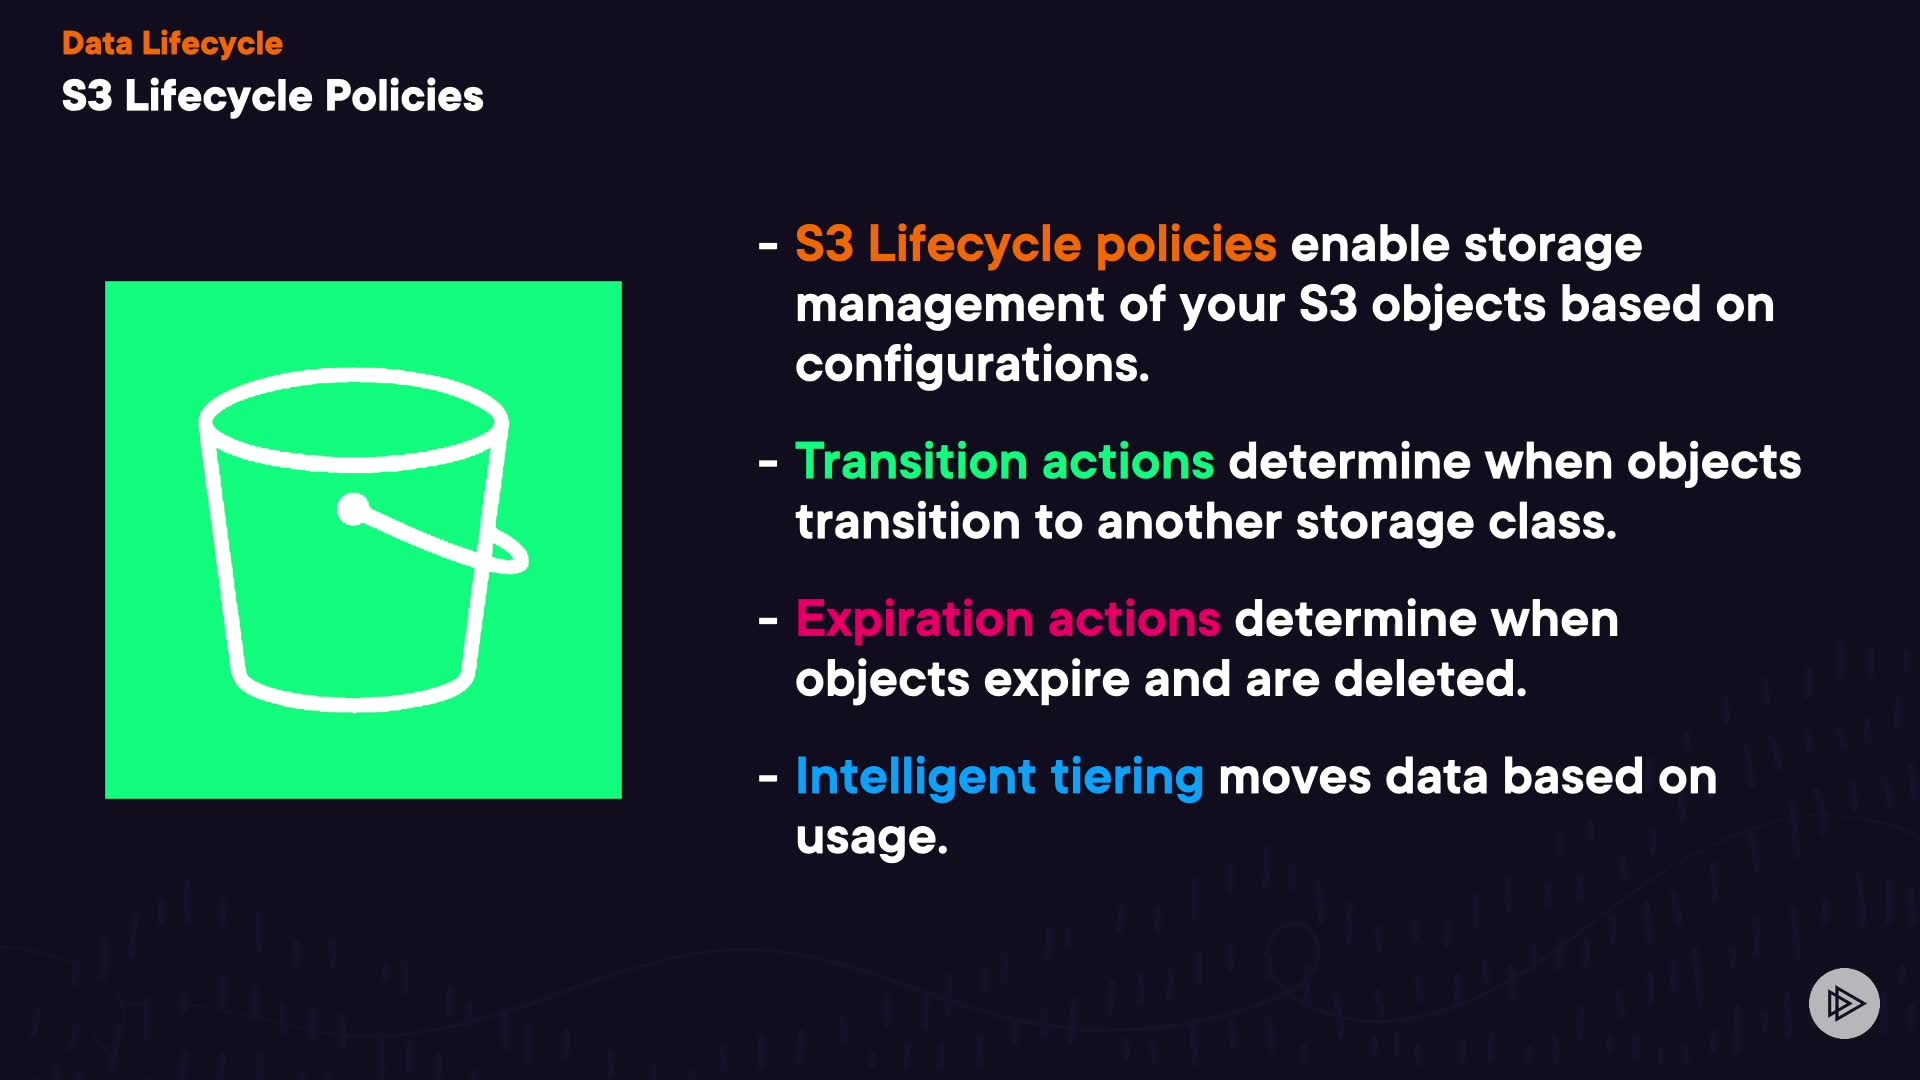 Data Lifecycle
S3 Lifecycle Policies
- S3 Lifecycle policies enable storage
management of your S3 objects based on
configurations.
- Transition actions determine when objects
transition to another storage class.
- Expiration actions determine when
objects expire and are deleted.
- Intelligent tiering moves data based on
usage.